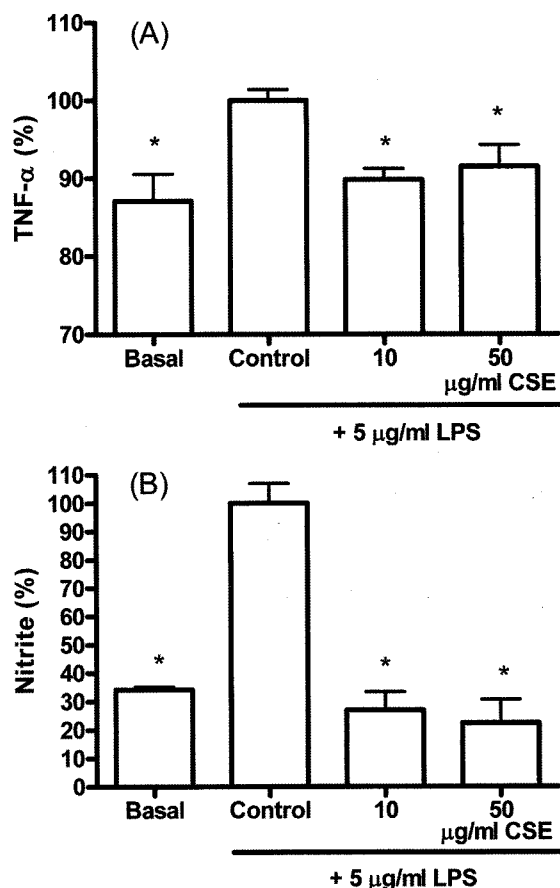 (A)
110
100
90
80
70
TNF-α (%)
*
*
*
Basal Control 10 50
μg/ml CSE
+ 5 μg/ml LPS
(B)
110
100
90
80
70
60
50
40
30
20
10
0
Nitrite (%)
*
*
*
Basal Control 10 50
μg/ml CSE
+ 5 μg/ml LPS